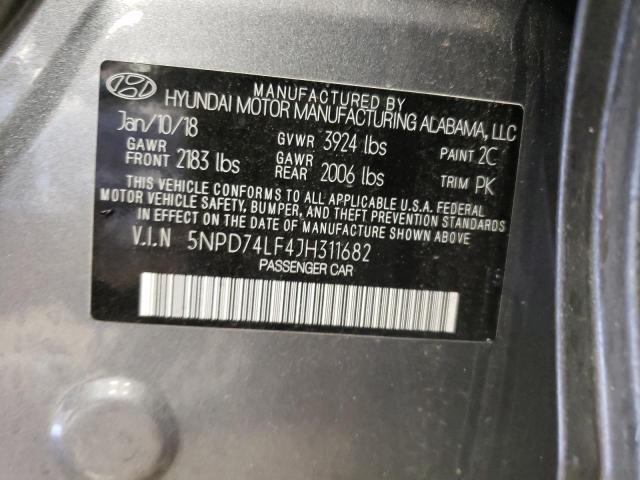 MANUFACTURED BY
HYUNDAI MOTOR MANUFACTURING ALABAMA, LLC
Jan/10/18 GVWR 3924 lbs PAINT 2C
GAWR FRONT 2183 lbs GAWR REAR 2006 lbs TRIM PK
THIS VEHICLE CONFORMS TO ALL APPLICABLE U.S.A. FEDERAL
MOTOR VEHICLE SAFETY, BUMPER, AND THEFT PREVENTION STANDARDS
IN EFFECT ON THE DATE OF MANUFACTURE SHOWN ABOVE
V.I.N 5NPD74LF4JH311682
PASSENGER CAR